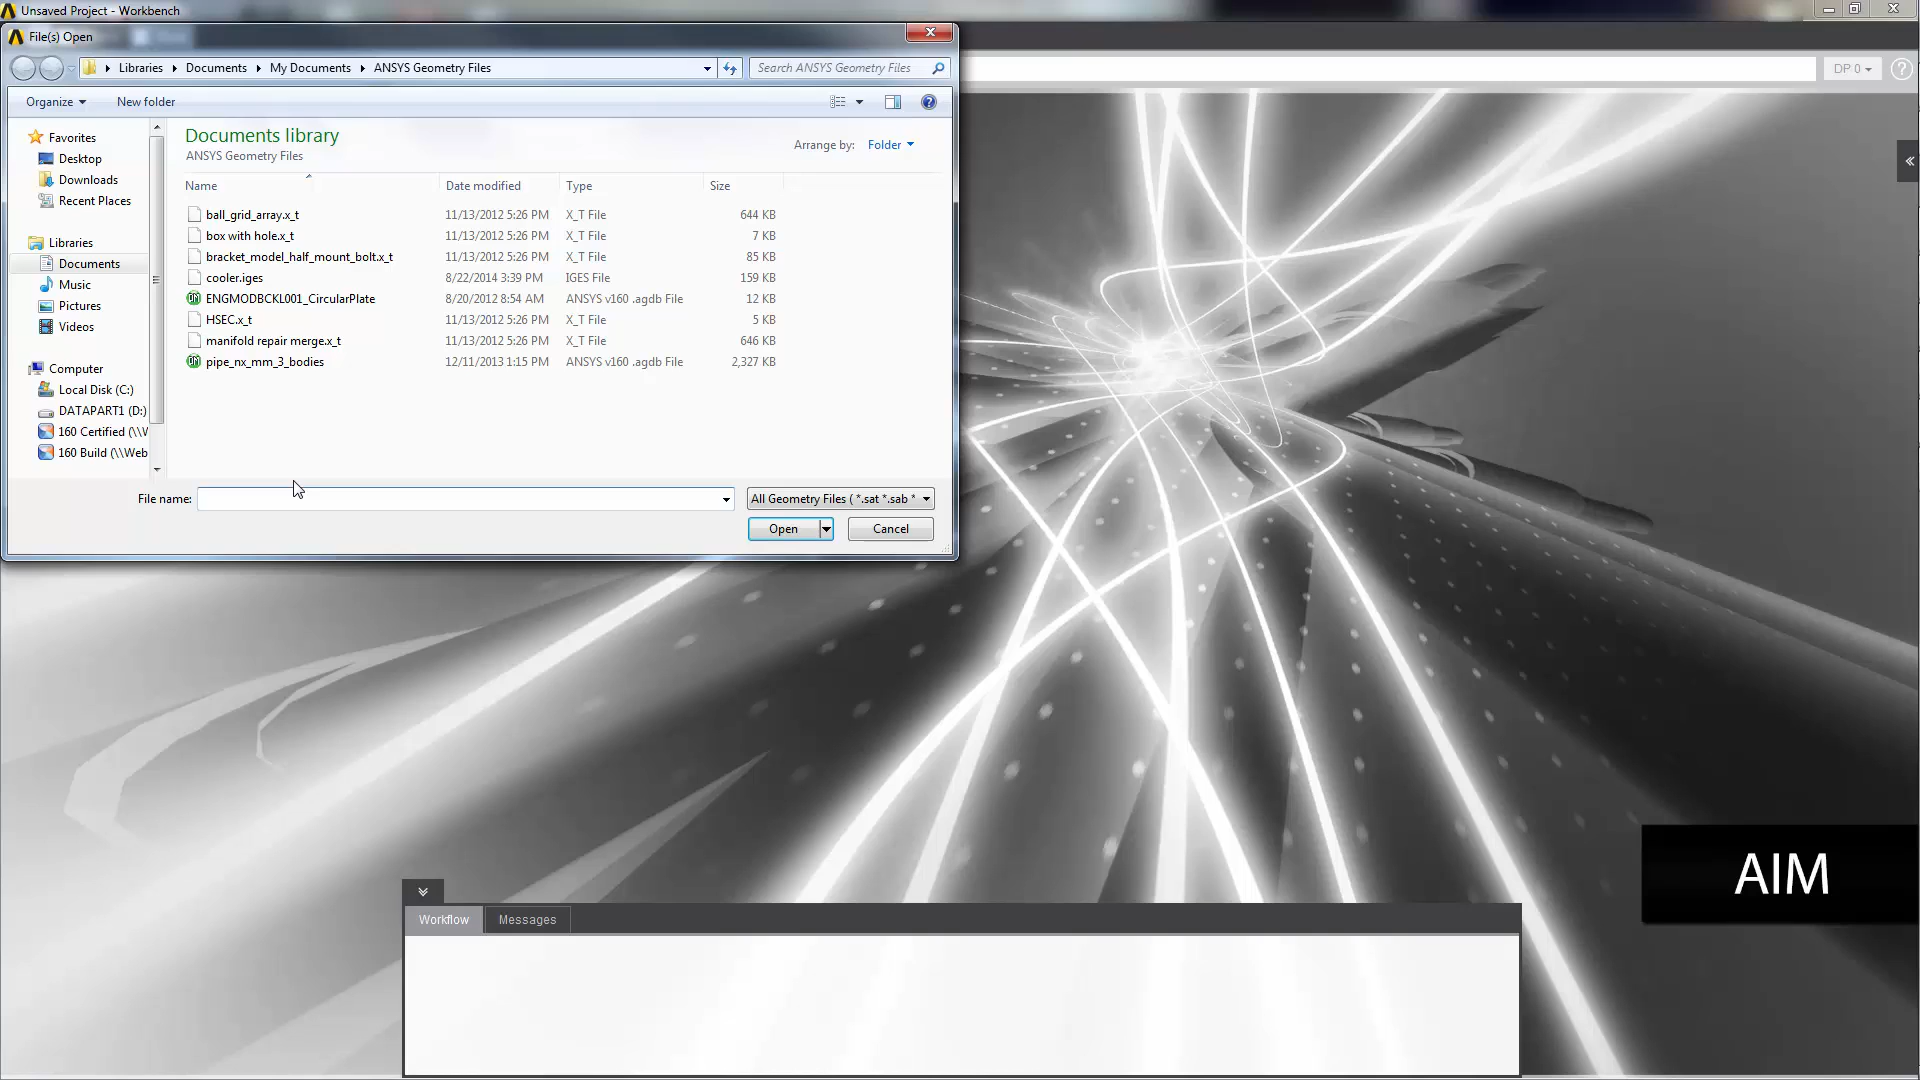 Unsaved Project - Workbench
File(s) Open
Libraries Documents My Documents ANSYS Geometry Files
Search ANSYS Geometry Files
DP 0
Organize New folder
Favorites
Desktop
Downloads
Recent Places
Libraries
Documents
Music
Pictures
Videos
Computer
Local Disk (C:)
DATAPART1 (D:)
160 Certified (\\W
160 Build (\\Web
Documents library
ANSYS Geometry Files
Arrange by: Folder
Name Date modified Type Size
ball_grid_array.x_t 11/13/2012 5:26 PM X_T File 644 KB
box with hole.x_t 11/13/2012 5:26 PM X_T File 7 KB
bracket_model_half_mount_bolt.x_t 11/13/2012 5:26 PM X_T File 85 KB
cooler.iges 8/22/2014 3:39 PM IGES File 159 KB
ENGMODBCKL001_CircularPlate 8/20/2012 8:54 AM ANSYS v160 .agdb File 12 KB
HSEC.x_t 11/13/2012 5:26 PM X_T File 5 KB
manifold repair merge.x_t 11/13/2012 5:26 PM X_T File 646 KB
pipe_nx_mm_3_bodies 12/11/2013 1:15 PM ANSYS v160 .agdb File 2,327 KB
File name:
All Geometry Files ( *.sat *.sab *
Open Cancel
AIM
Workflow Messages